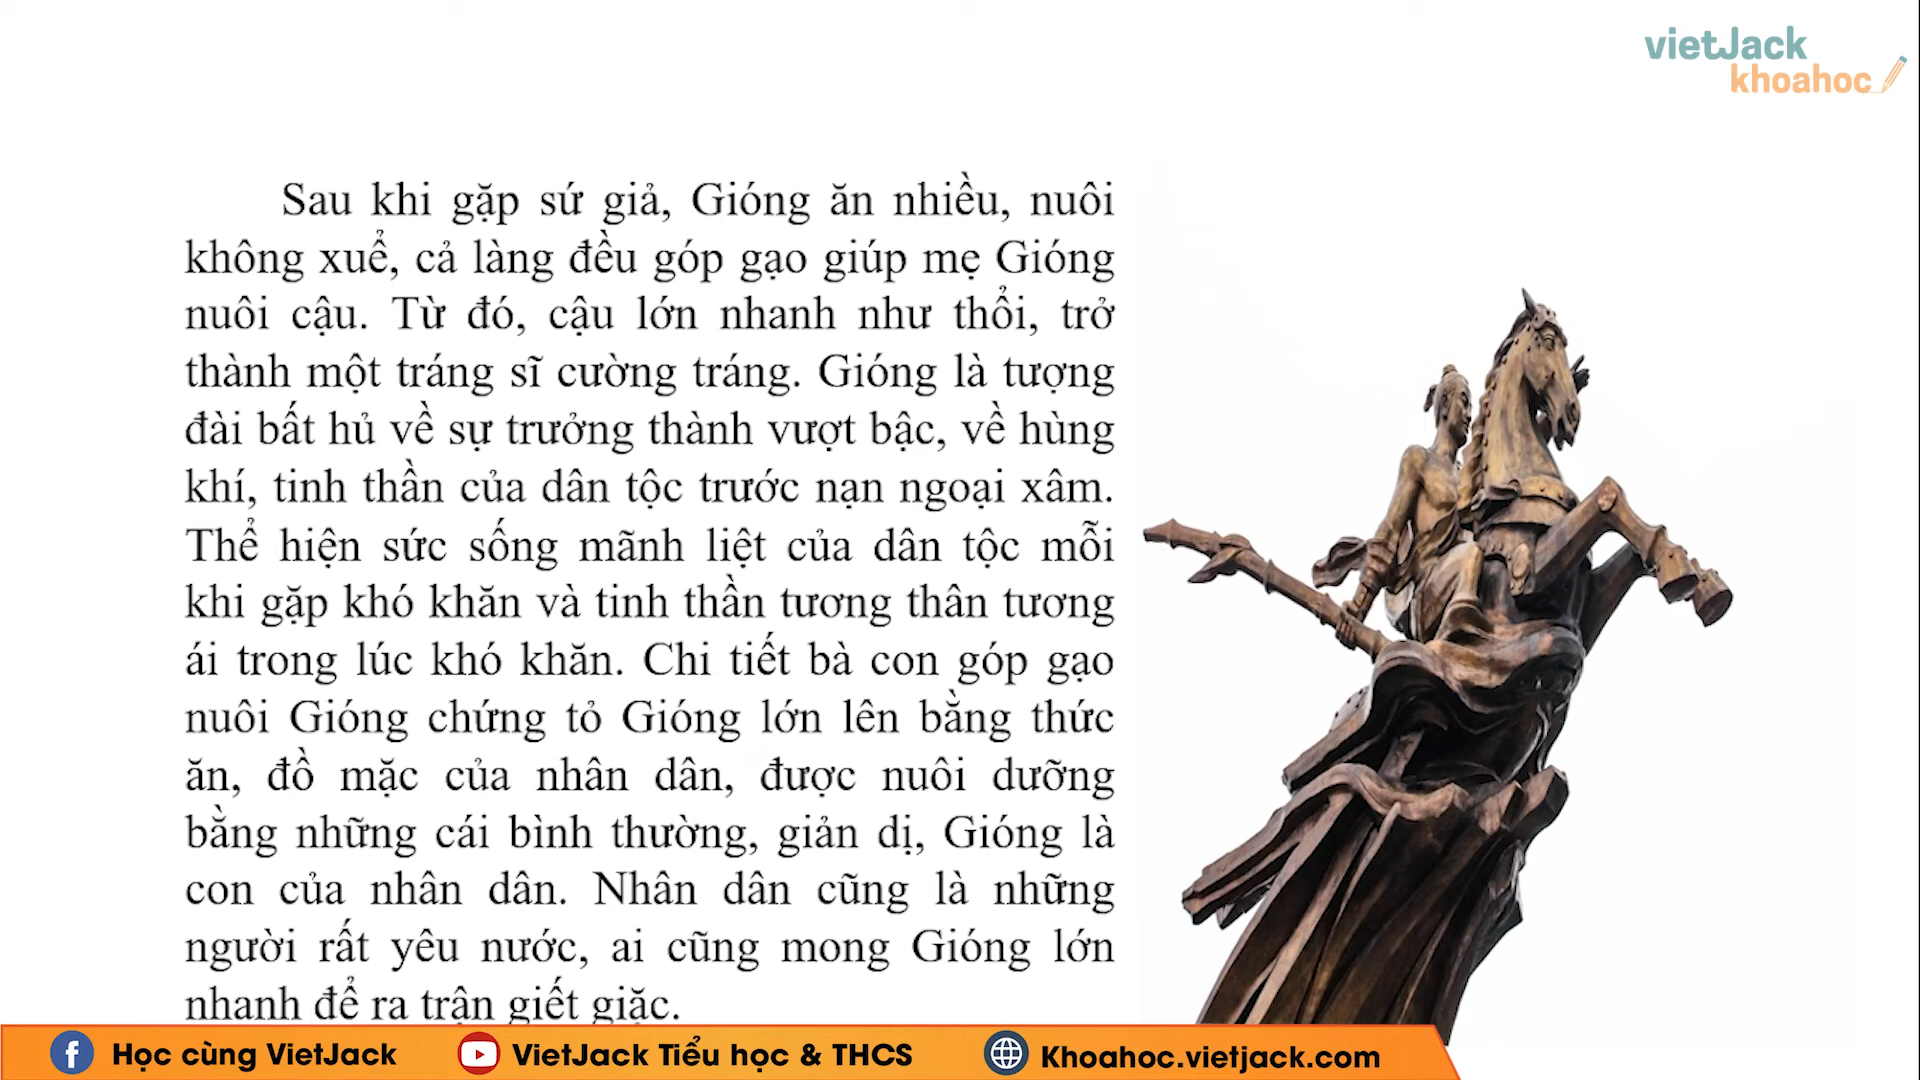 vietJack
khoahoc
Sau khi gặp sứ giả, Gióng ăn nhiều, nuôi
không xuể, cả làng đều góp gạo giúp mẹ Gióng
nuôi cậu. Từ đó, cậu lớn nhanh như thổi, trở
thành một tráng sĩ cường tráng. Gióng là tượng
đài bất hủ về sự trưởng thành vượt bậc, về hùng
khí, tinh thần của dân tộc trước nạn ngoại xâm.
Thể hiện sức sống mãnh liệt của dân tộc mỗi
khi gặp khó khăn và tinh thần tương thân tương
ái trong lúc khó khăn. Chi tiết bà con góp gạo
nuôi Gióng chứng tỏ Gióng lớn lên bằng thức
ăn, đồ mặc của nhân dân, được nuôi dưỡng
bằng những cái bình thường, giản dị, Gióng là
con của nhân dân. Nhân dân cũng là những
người rất yêu nước, ai cũng mong Gióng lớn
nhanh để ra trận giết giặc.
Học cùng VietJack VietJack Tiểu học & THCS Khoahoc.vietjack.com